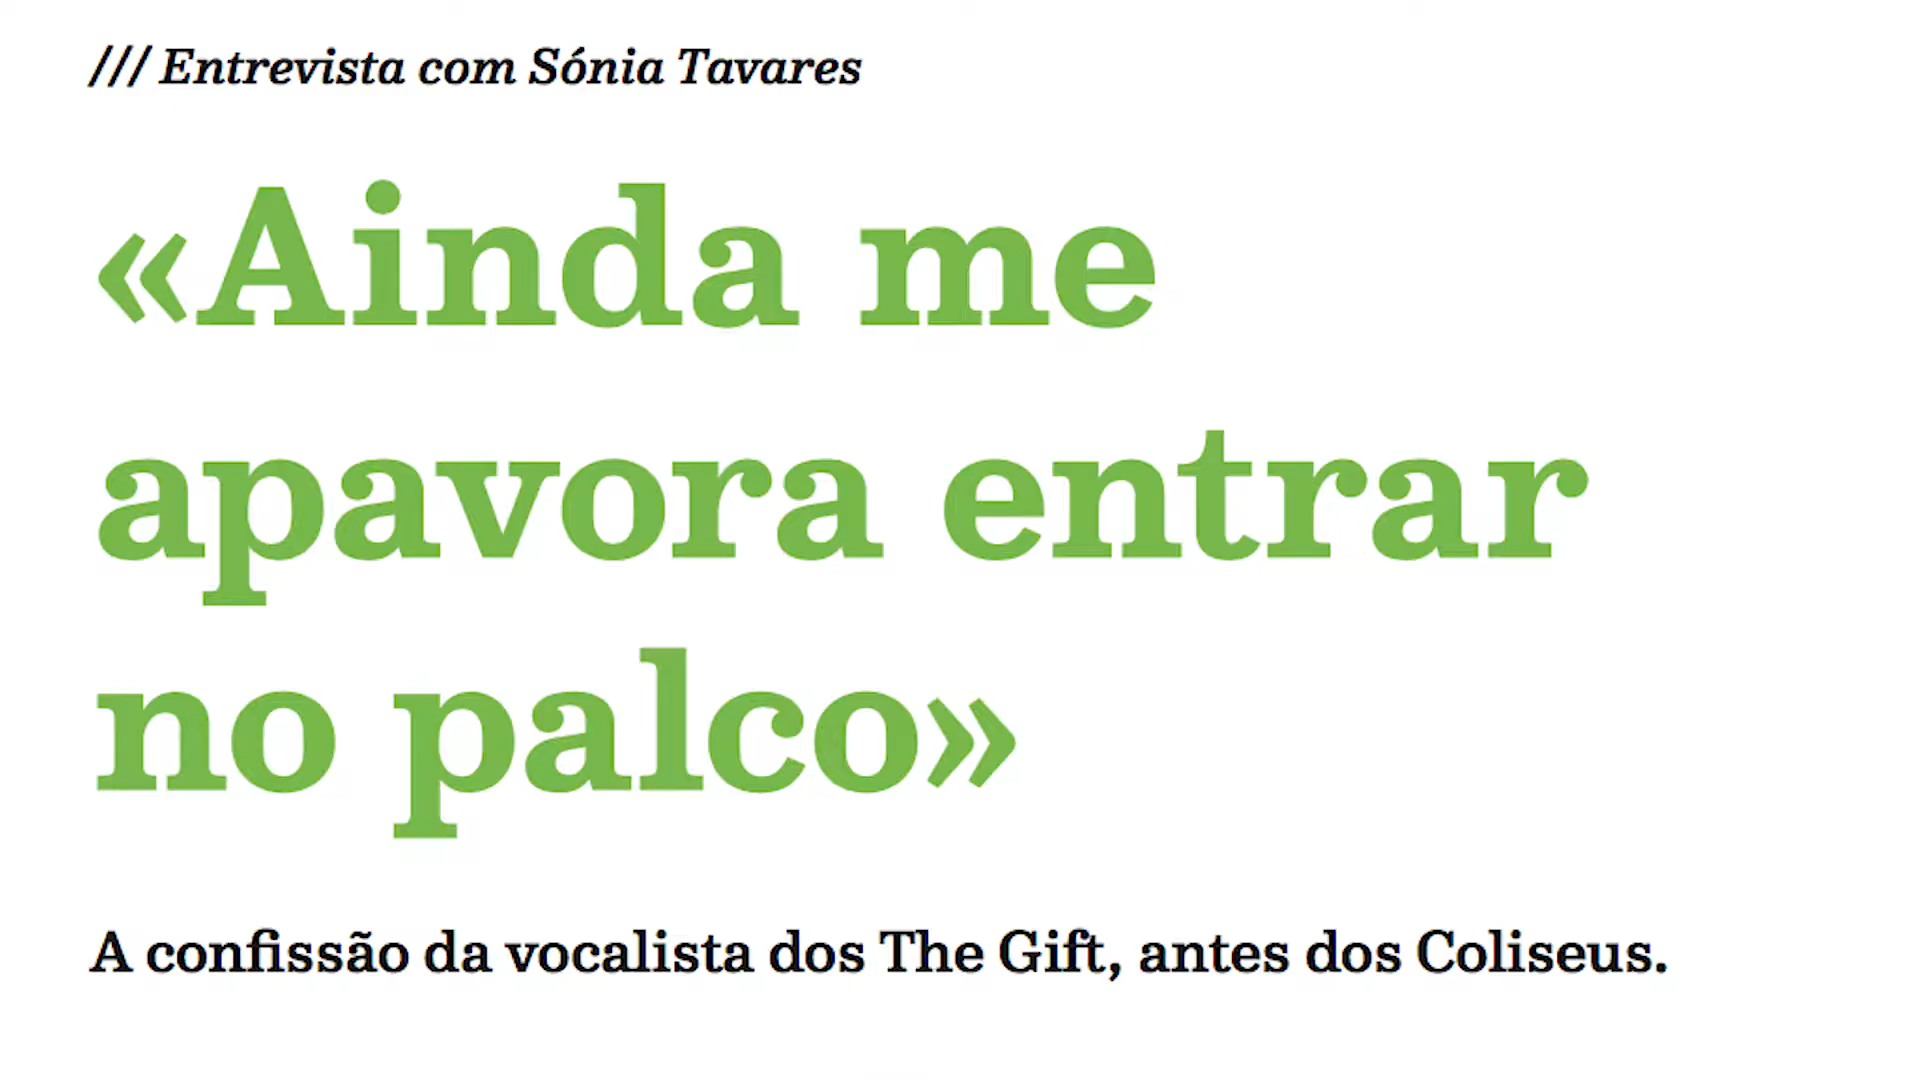 /// Entrevista com Sónia Tavares
«Ainda me
apavora entrar
no palco»
A confissão da vocalista dos The Gift, antes dos Coliseus.